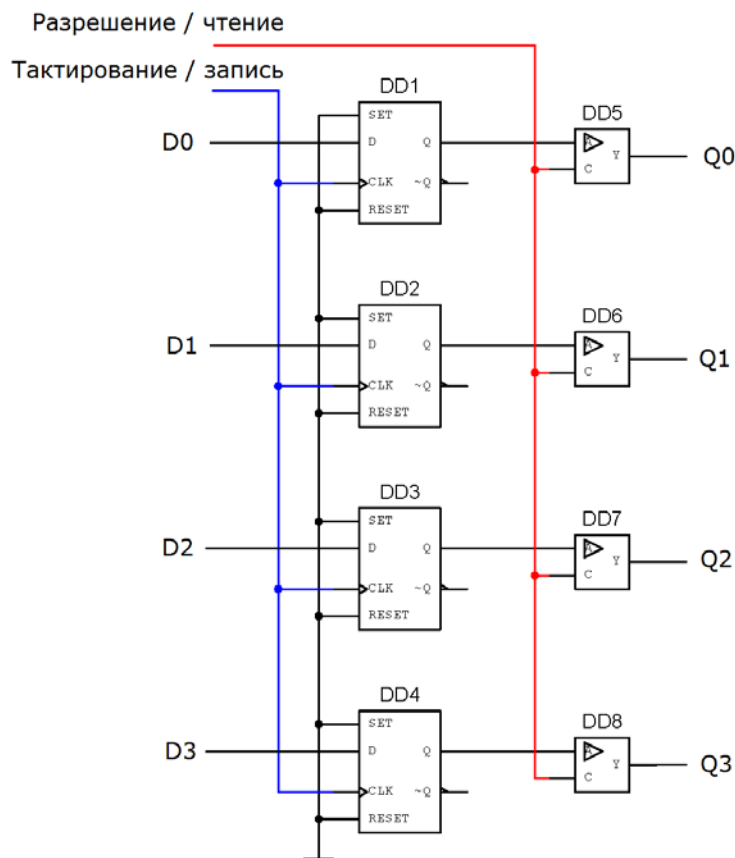 Разрешение / чтение
Тактирование / запись
DD1
SET
D0
D
Q
CLK
~Q
RESET
DD5
A
Y
C
Q0
DD2
SET
D1
D
Q
CLK
~Q
RESET
DD6
A
Y
C
Q1
DD3
SET
D2
D
Q
CLK
~Q
RESET
DD7
A
Y
C
Q2
DD4
SET
D3
D
Q
CLK
~Q
RESET
DD8
A
Y
C
Q3